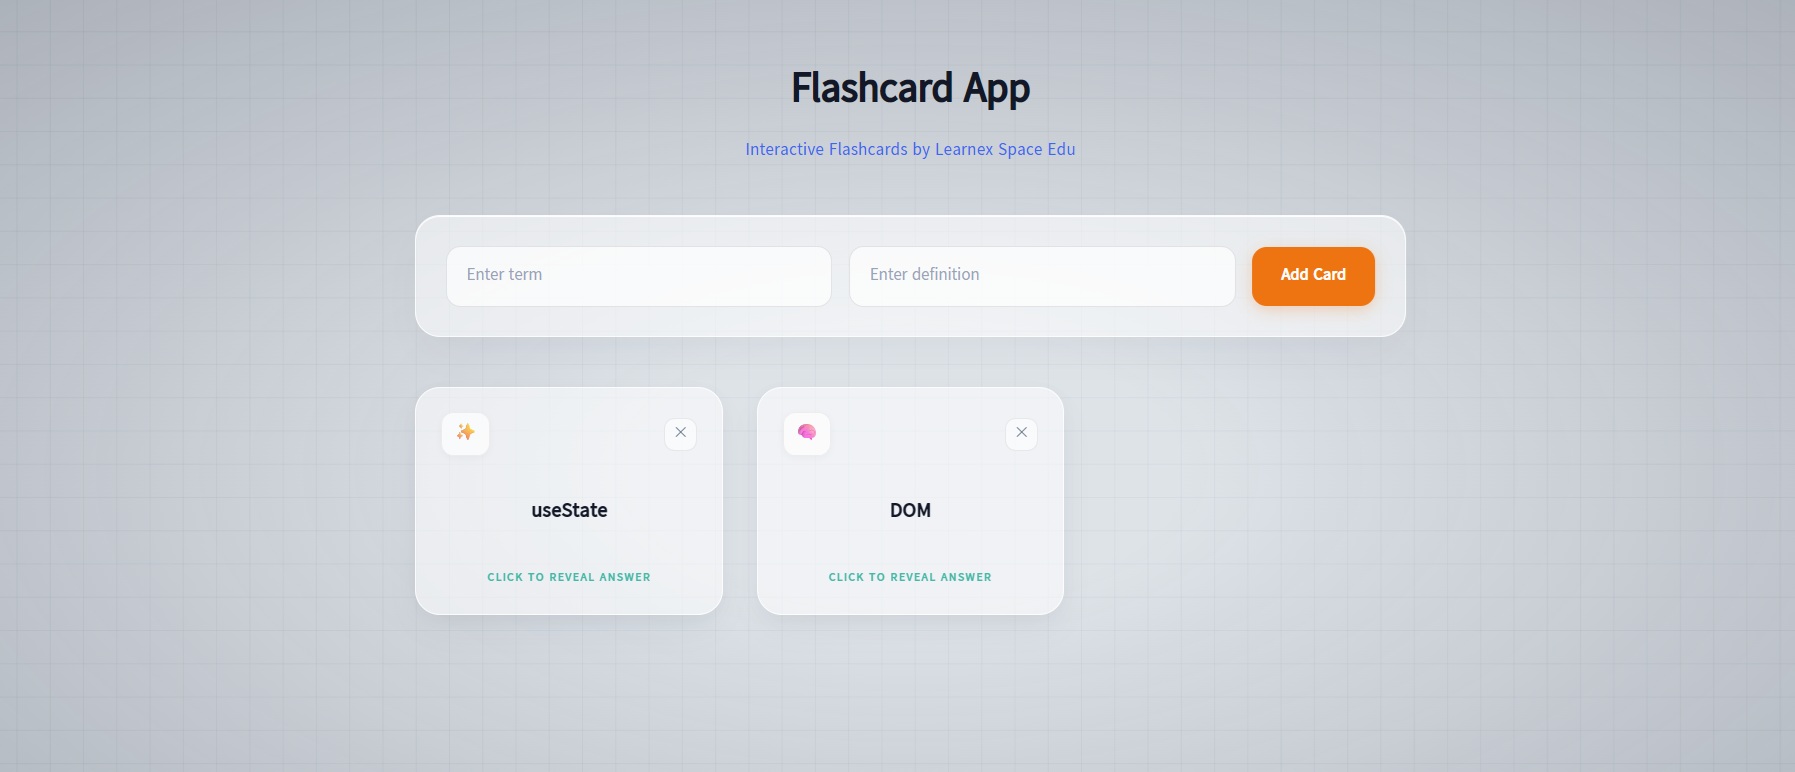 Flashcard App
Interactive Flashcards by Learnex Space Edu
Enter term
Enter definition
Add Card
useState
DOM
CLICK TO REVEAL ANSWER
CLICK TO REVEAL ANSWER